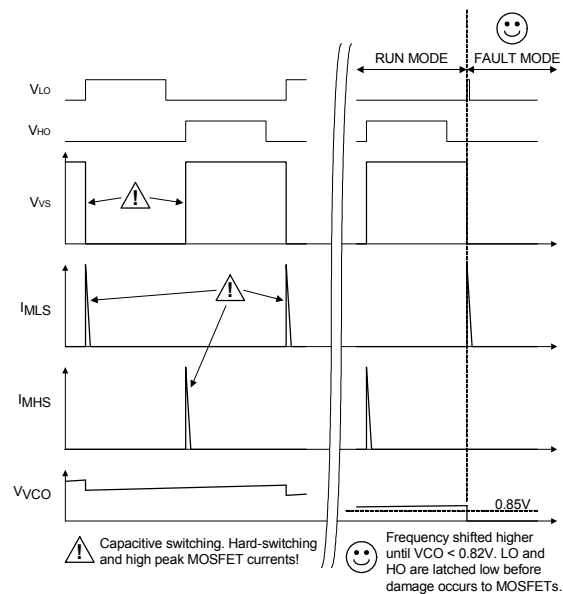 RUN MODE FAULT MODE
VLO
VHO
!
VVS
!
IMLS
IMHS
VVCO
0.85V
! Capacitive switching. Hard-switching
and high peak MOSFET currents!
Frequency shifted higher
until VCO < 0.82V. LO and
HO are latched low before
damage occurs to MOSFETs.